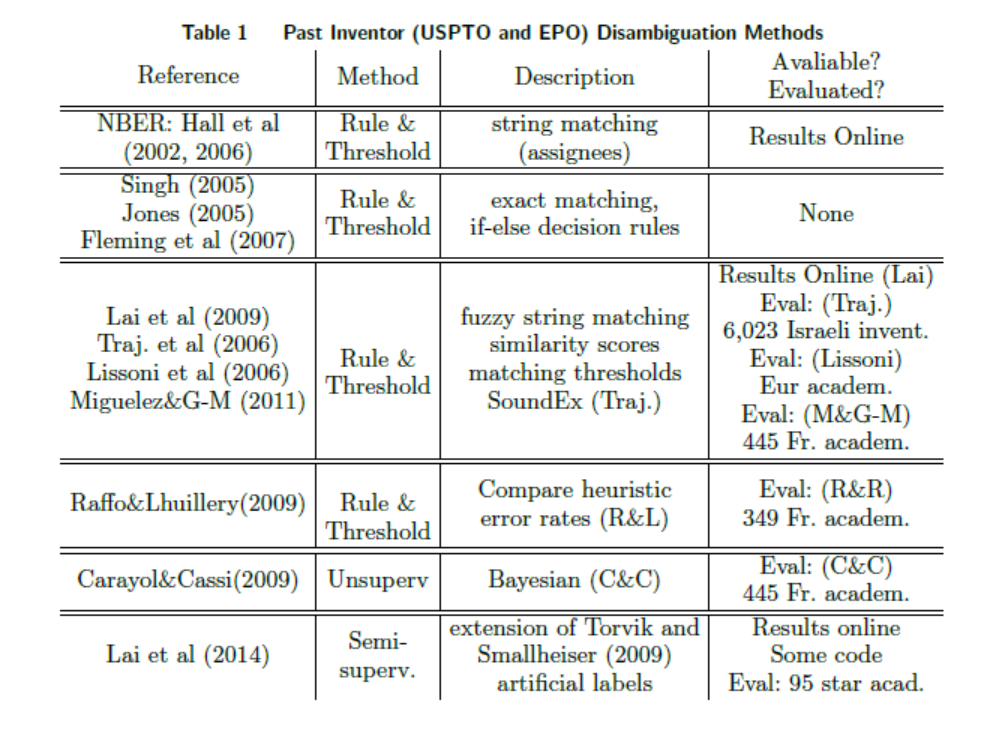 Table 1 Past Inventor (USPTO and EPO) Disambiguation Methods
Reference
Method
Description
Avaliable?
Evaluated?
NBER: Hall et al
(2002, 2006)
Rule &
Threshold
string matching
(assignees)
Results Online
Singh (2005)
Jones (2005)
Fleming et al (2007)
Rule &
Threshold
exact matching,
if-else decision rules
None
Lai et al (2009)
Traj. et al (2006)
Lissoni et al (2006)
Miguelez&G-M (2011)
Rule &
Threshold
fuzzy string matching
similarity scores
matching thresholds
SoundEx (Traj.)
Results Online (Lai)
Eval: (Traj.)
6,023 Israeli invent.
Eval: (Lissoni)
Eur academ.
Eval: (M&G-M)
445 Fr. academ.
Raffo&Lhuillery(2009)
Rule &
Threshold
Compare heuristic
error rates (R&L)
Eval: (R&R)
349 Fr. academ.
Carayol&Cassi(2009)
Unsuperv
Bayesian (C&C)
Eval: (C&C)
445 Fr. academ.
Lai et al (2014)
Semi-
superv.
extension of Torvik and
Smallheiser (2009)
artificial labels
Results online
Some code
Eval: 95 star acad.